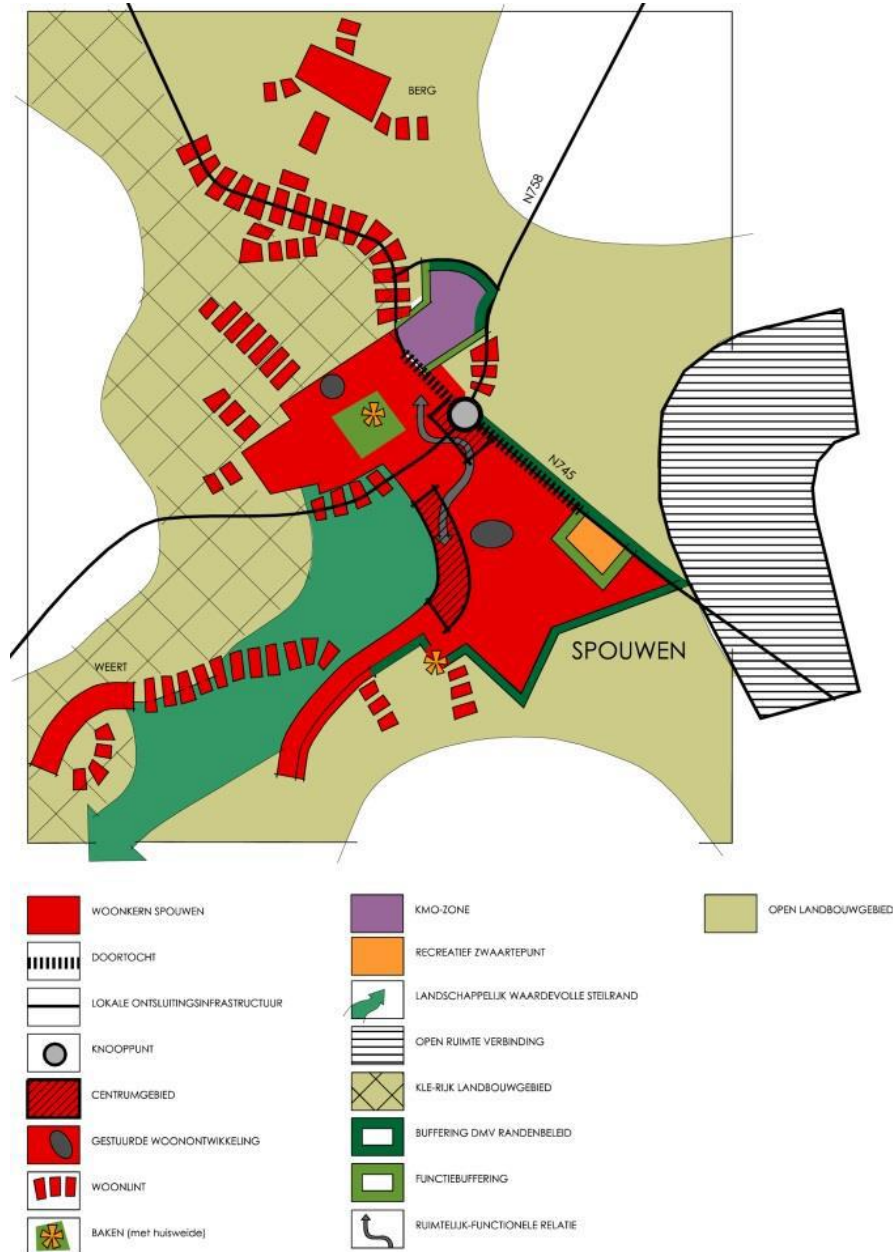 BERG
N758
N745
SPOUWEN
WEERT
WOONKERN SPOUWEN
DOORTOCHT
LOKALE ONTSLUITINGSINFRASTRUCTUUR
KNOOPPUNT
CENTRUMGEBIED
GESTUURDE WOONONTWIKKELING
WOONLINT
BAKEN (met huisweide)
KMO-ZONE
RECREATIEF ZWAARTEPUNT
LANDSCHAPPELIJK WAARDEVOLLE STEILRAND
OPEN RUIMTE VERBINDING
KLE-RIJK LANDBOUWGEBIED
BUFFERING DMV RANDENBELEID
FUNCTIEBUFFERING
RUIMTELIJK-FUNCTIONELE RELATIE
OPEN LANDBOUWGEBIED